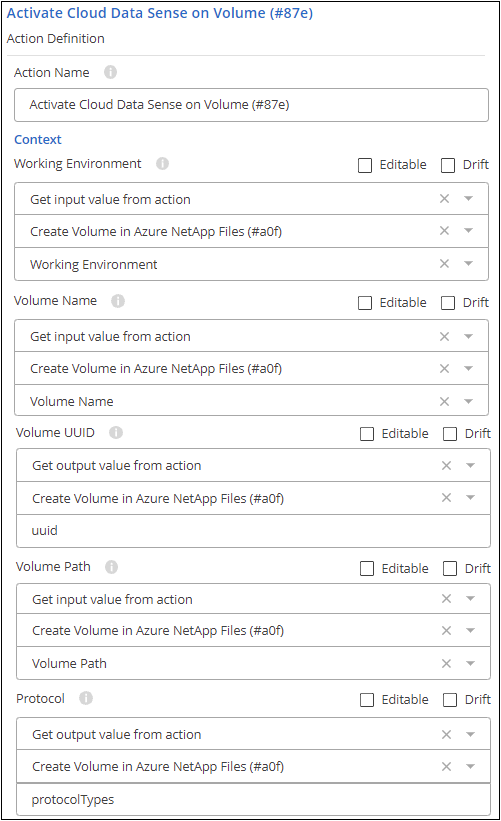 Activate Cloud Data Sense on Volume (#87e)
Action Definition
Action Name
Activate Cloud Data Sense on Volume (#87e)
Context
Working Environment Editable Drift
Get input value from action
Create Volume in Azure NetApp Files (#a0f)
Working Environment
Volume Name Editable Drift
Get input value from action
Create Volume in Azure NetApp Files (#a0f)
Volume Name
Volume UUID Editable Drift
Get output value from action
Create Volume in Azure NetApp Files (#a0f)
uuid
Volume Path Editable Drift
Get input value from action
Create Volume in Azure NetApp Files (#a0f)
Volume Path
Protocol Editable Drift
Get output value from action
Create Volume in Azure NetApp Files (#a0f)
protocolTypes